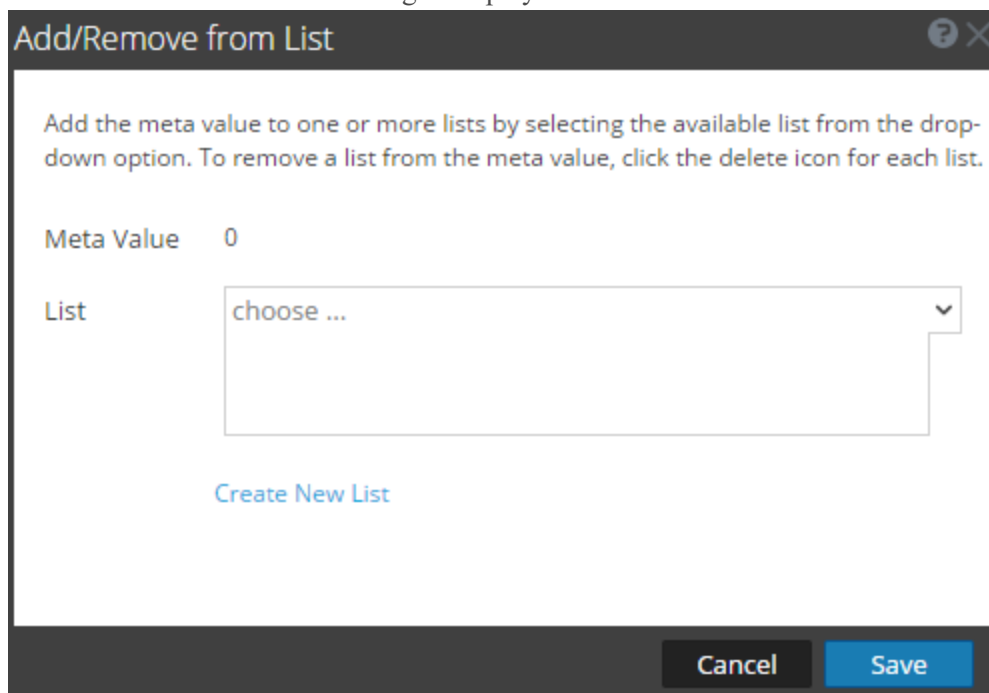 Add/Remove from List
Add the meta value to one or more lists by selecting the available list from the drop-
down option. To remove a list from the meta value, click the delete icon for each list.
Meta Value 0
List choose ...
Create New List
Cancel Save